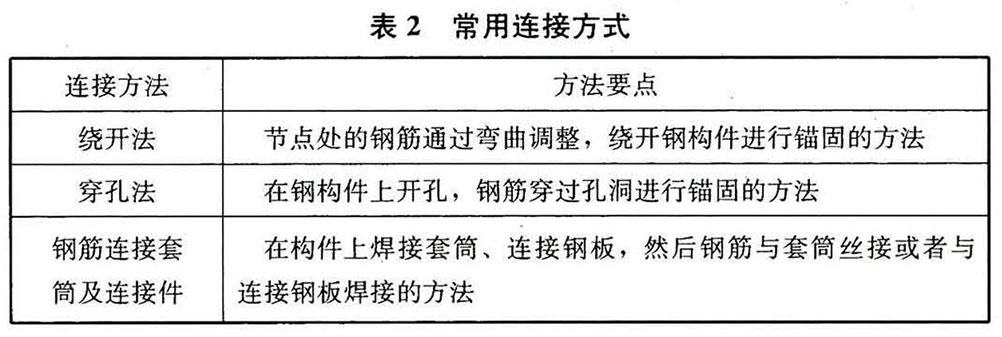 表2 常用连接方式
连接方法 方法要点
绕开法 节点处的钢筋通过弯曲调整，绕开钢构件进行锚固的方法
穿孔法 在钢构件上开孔，钢筋穿过孔洞进行锚固的方法
钢筋连接套 在构件上焊接套筒、连接钢板，然后钢筋与套筒丝接或者与
筒及连接件 连接钢板焊接的方法